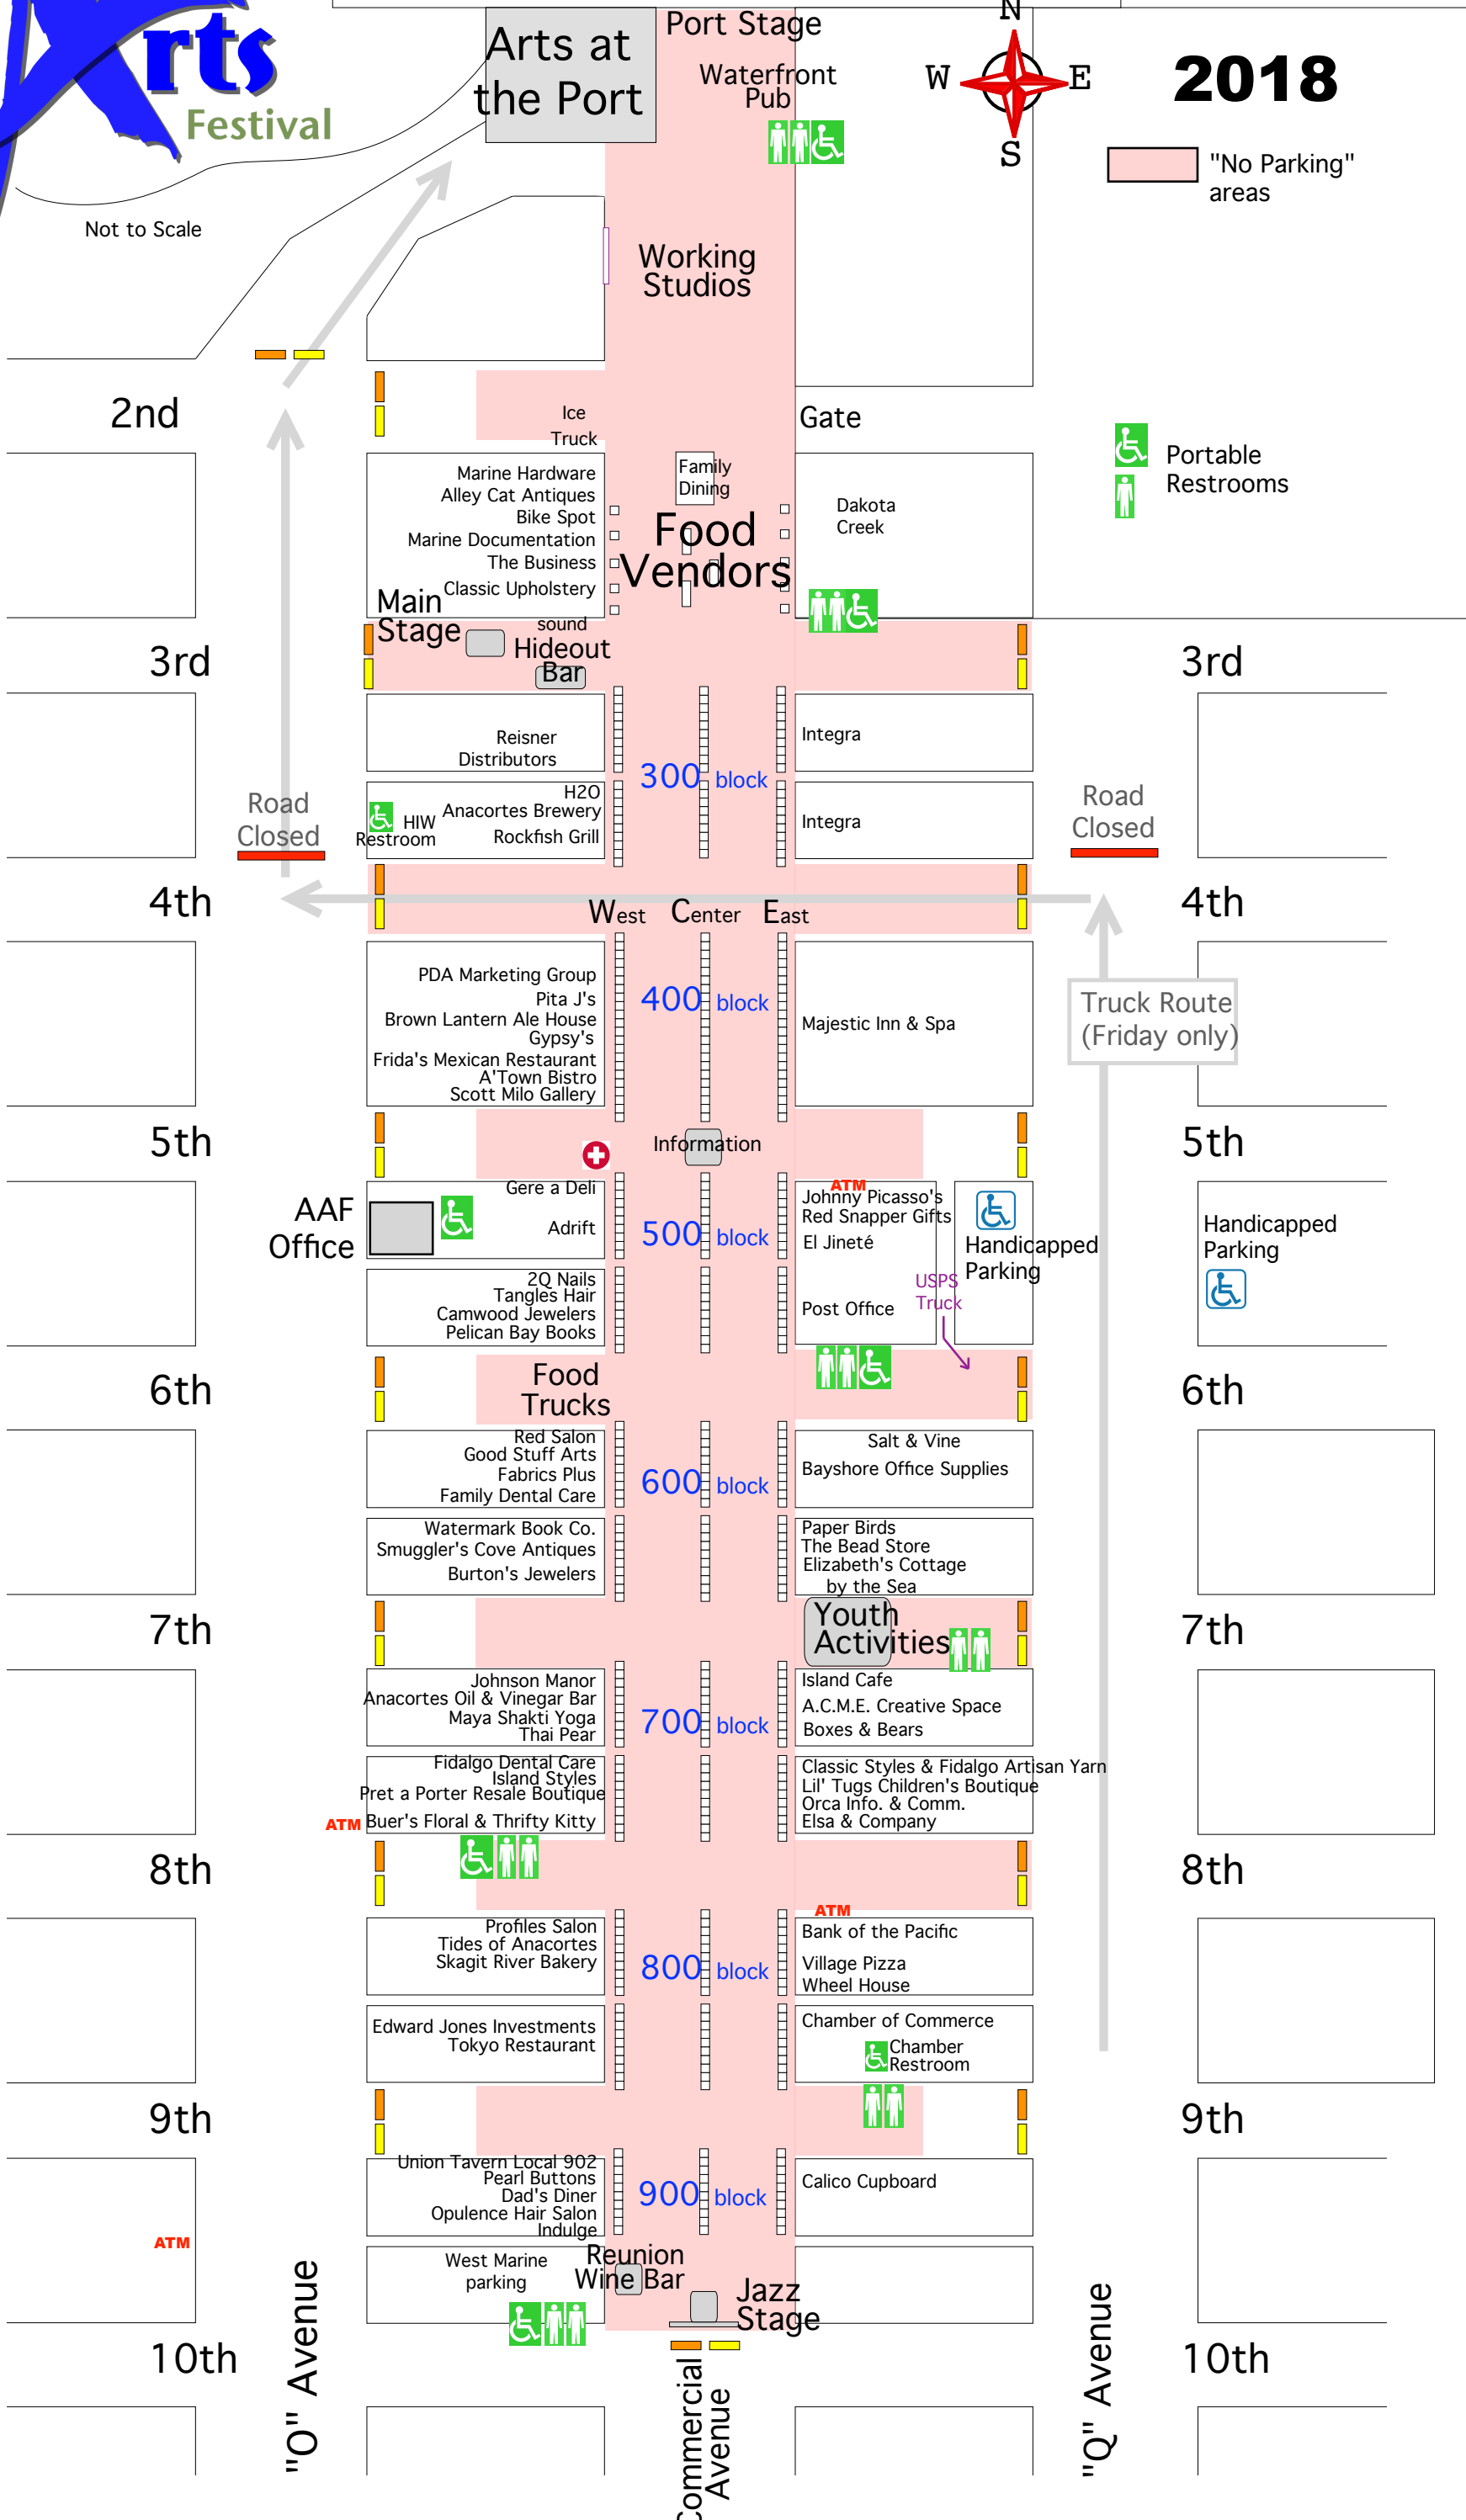 Arts
Festival
Not to Scale
Arts at
the Port
Port Stage
Waterfront
Pub
N
W
E
S
2018
"No Parking"
areas
Working
Studios
2nd
Ice
Truck
Gate
Portable
Restrooms
Marine Hardware
Alley Cat Antiques
Bike Spot
Marine Documentation
The Business
Classic Upholstery
Family
Dining
Food
Vendors
Dakota
Creek
Main
Stage
sound
Hideout
Bar
3rd
3rd
Reisner
Distributors
300 block
Integra
H2O
Anacortes Brewery
HIW
Restroom
Rockfish Grill
Integra
Road
Closed
Road
Closed
4th
West Center East
4th
PDA Marketing Group
Pita J's
Brown Lantern Ale House
Gypsy's
Frida's Mexican Restaurant
A'Town Bistro
Scott Milo Gallery
400 block
Majestic Inn & Spa
Truck Route
(Friday only)
5th
Information
5th
AAF
Office
Gere a Deli
Adrift
500 block
ATM
Johnny Picasso's
Red Snapper Gifts
El Jineté
Post Office
Handicapped
Parking
USPS
Truck
Handicapped
Parking
2Q Nails
Tangles Hair
Camwood Jewelers
Pelican Bay Books
6th
Food
Trucks
6th
Red Salon
Good Stuff Arts
Fabrics Plus
Family Dental Care
600 block
Salt & Vine
Bayshore Office Supplies
Watermark Book Co.
Smuggler's Cove Antiques
Burton's Jewelers
Paper Birds
The Bead Store
Elizabeth's Cottage
by the Sea
7th
Youth
Activities
7th
Johnson Manor
Anacortes Oil & Vinegar Bar
Maya Shakti Yoga
Thai Pear
700 block
Island Cafe
A.C.M.E. Creative Space
Boxes & Bears
Fidalgo Dental Care
Island Styles
Pret a Porter Resale Boutique
ATM
Buer's Floral & Thrifty Kitty
Classic Styles & Fidalgo Artisan Yarn
Lil' Tugs Children's Boutique
Orca Info. & Comm.
Elsa & Company
8th
8th
Profiles Salon
Tides of Anacortes
Skagit River Bakery
800 block
ATM
Bank of the Pacific
Village Pizza
Wheel House
Edward Jones Investments
Tokyo Restaurant
Chamber of Commerce
Chamber
Restroom
9th
9th
Union Tavern Local 902
Pearl Buttons
Dad's Diner
Opulence Hair Salon
Indulge
900 block
Calico Cupboard
ATM
West Marine
parking
Reunion
Wine Bar
Jazz
Stage
10th
10th
"O" Avenue
Commercial
Avenue
"Q" Avenue